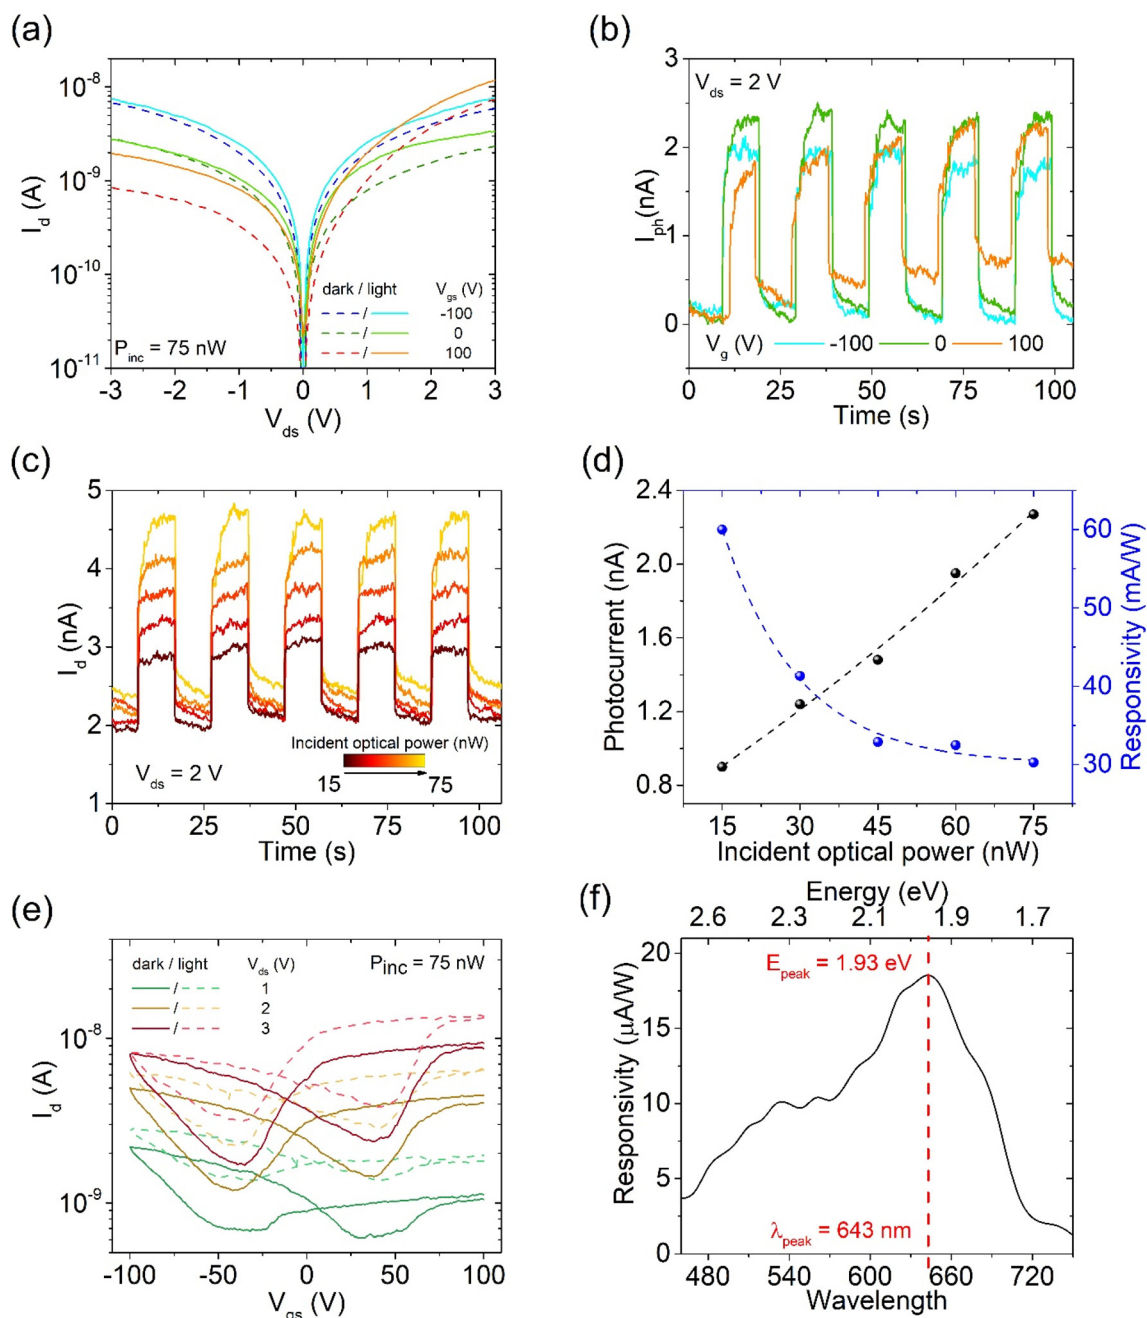 (a)
I_d (A)
10^-8
10^-9
10^-10
10^-11
dark / light V_gs (V)
/ -100
/ 0
/ 100
P_inc = 75 nW
-3 -2 -1 0 1 2 3
V_ds (V)
(b)
I_ph(nA)
3
2
1
0
V_ds = 2 V
V_g (V) -100 0 100
0 25 50 75 100
Time (s)
(c)
I_d (nA)
5
4
3
2
1
Incident optical power (nW)
15 75
V_ds = 2 V
0 25 50 75 100
Time (s)
(d)
Photocurrent (nA)
2.4
2.0
1.6
1.2
0.8
Responsivity (mA/W)
60
50
40
30
15 30 45 60 75
Incident optical power (nW)
(e)
I_d (A)
10^-8
10^-9
dark / light V_ds (V)
/ 1
/ 2
/ 3
P_inc = 75 nW
-100 -50 0 50 100
V_gs (V)
(f)
Energy (eV)
2.6 2.3 2.1 1.9 1.7
Responsivity (μA/W)
20
15
10
5
0
E_peak = 1.93 eV
λ_peak = 643 nm
480 540 600 660 720
Wavelength